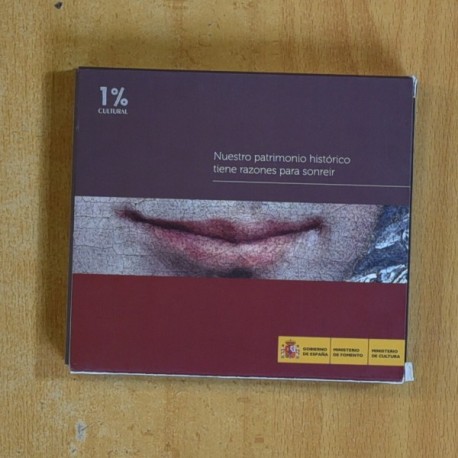 1%
CULTURAL
Nuestro patrimonio histórico
tiene razones para sonreir
GOBIERNO
DE ESPAÑA
MINISTERIO
DE FOMENTO
MINISTERIO
DE CULTURA